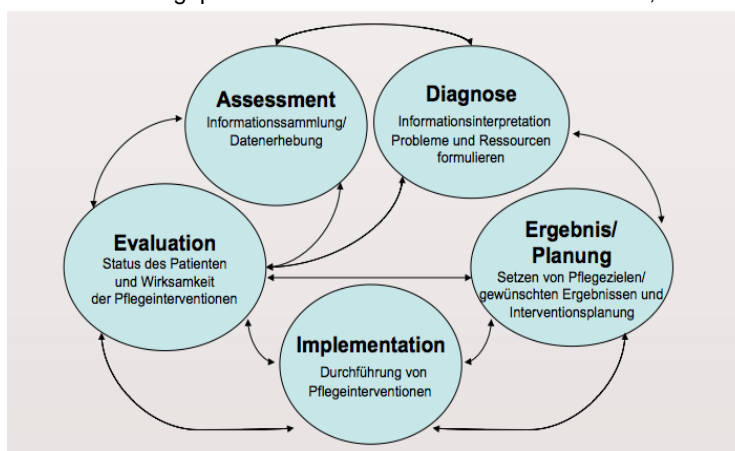 Assessment
Informationssammlung/
Datenerhebung
Diagnose
Informationsinterpretation
Probleme und Ressourcen
formulieren
Evaluation
Status des Patienten
und Wirksamkeit
der Pflegeinterventionen
Ergebnis/
Planung
Setzen von Pflegezielen/
gewünschten Ergebnissen und
Interventionsplanung
Implementation
Durchführung von
Pflegeinterventionen